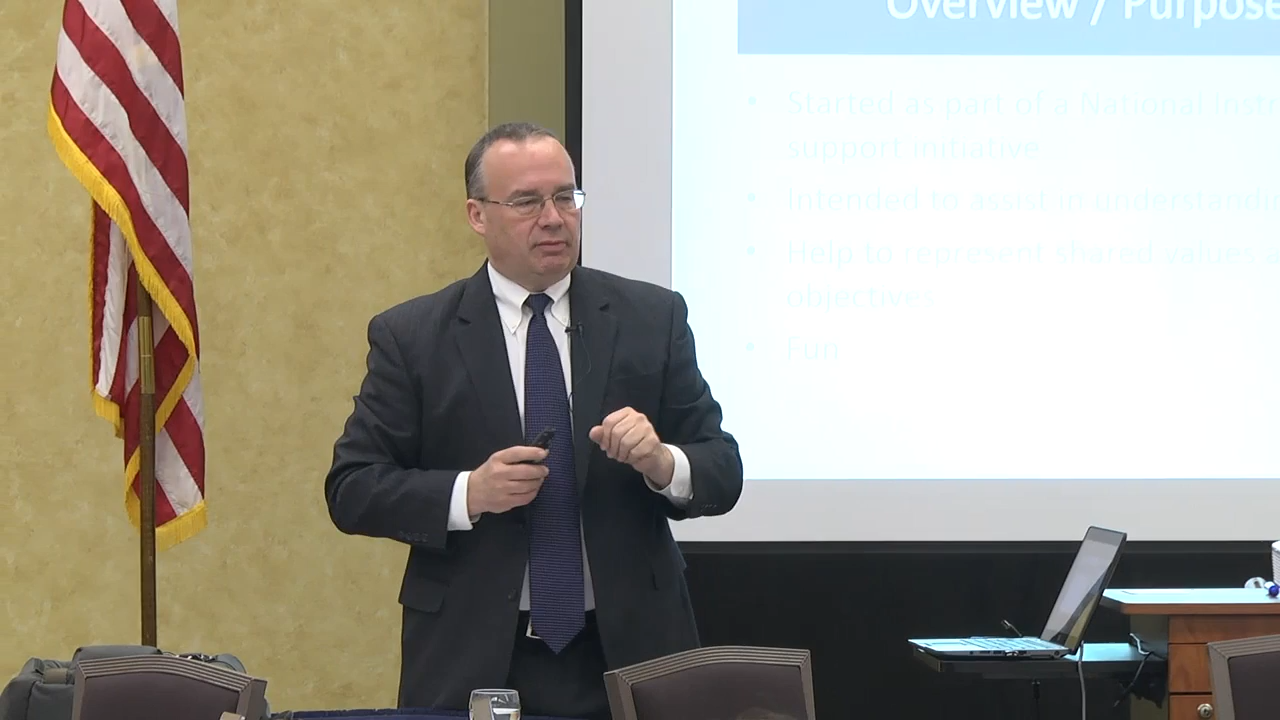 Overview / Purpose
• Started as part of a National Instr
support initiative
• Intended to assist in understandin
• Help to represent shared values a
objectives
• Fun